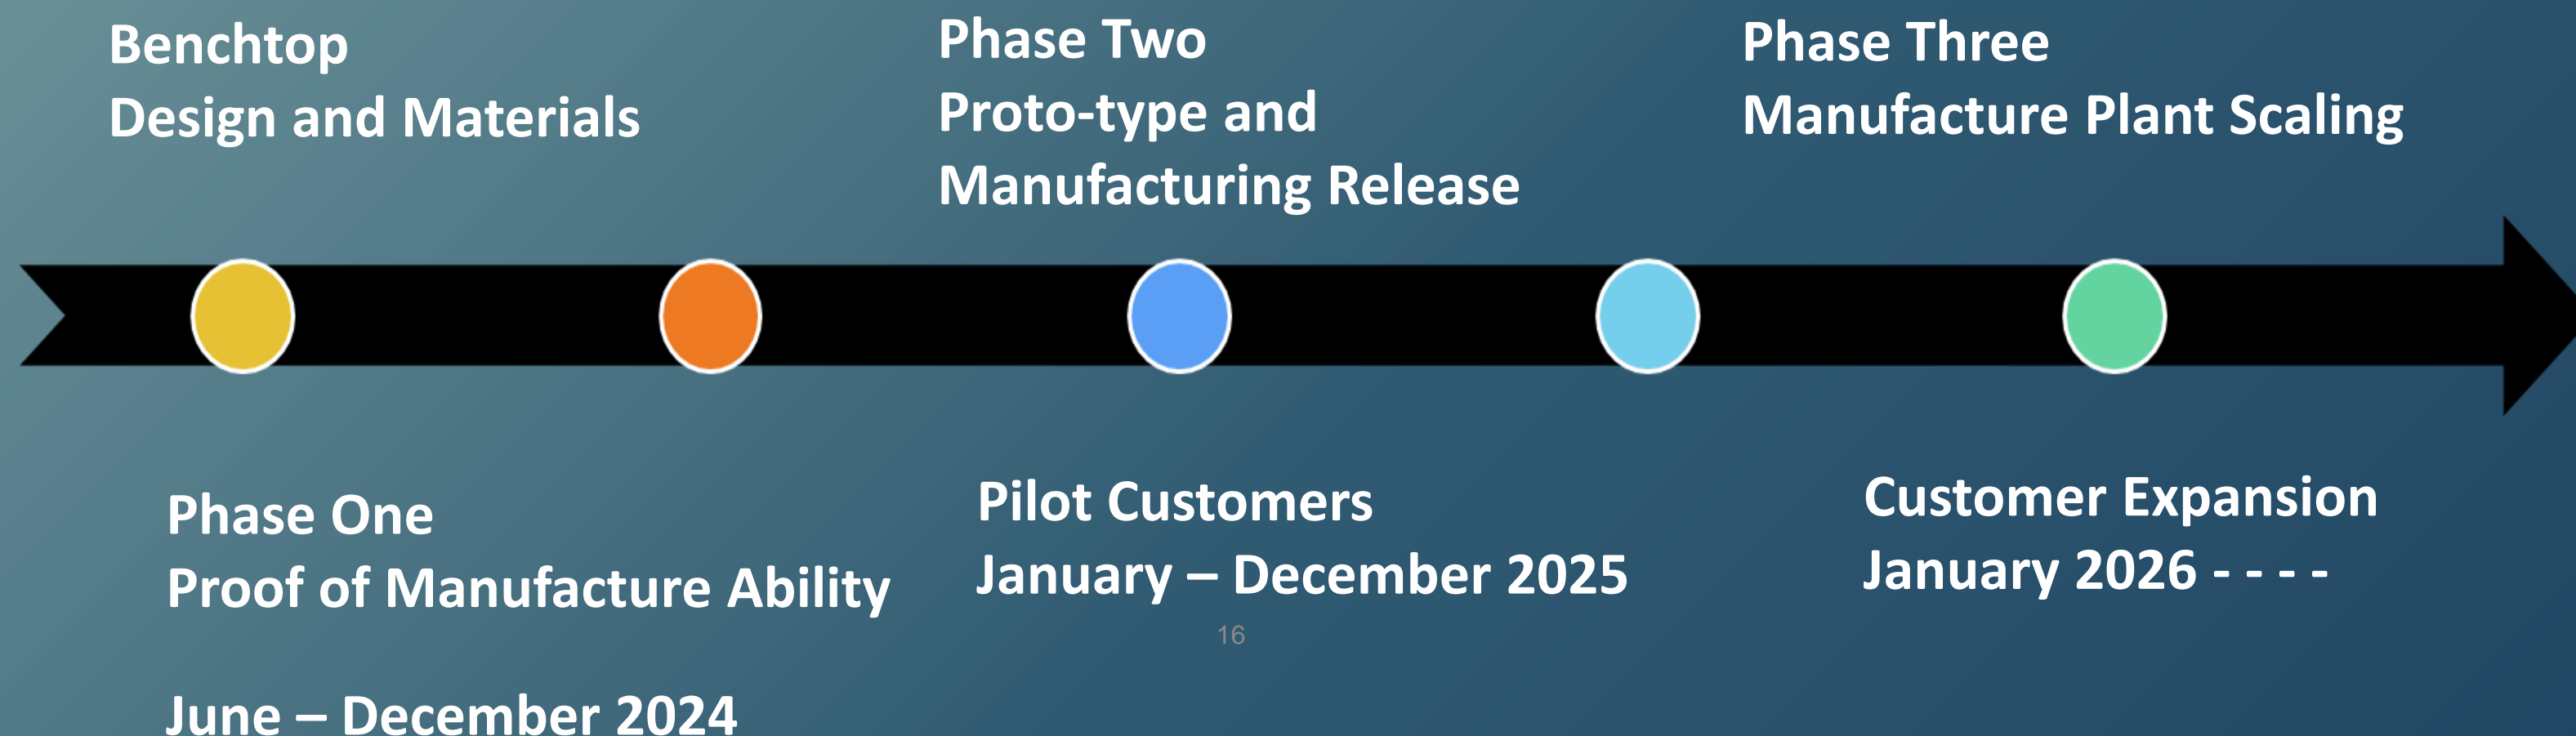 Benchtop
Design and Materials
Phase Two
Proto-type and
Manufacturing Release
Phase Three
Manufacture Plant Scaling
Phase One
Proof of Manufacture Ability
June – December 2024
Pilot Customers
January – December 2025
Customer Expansion
January 2026 - - - -
16